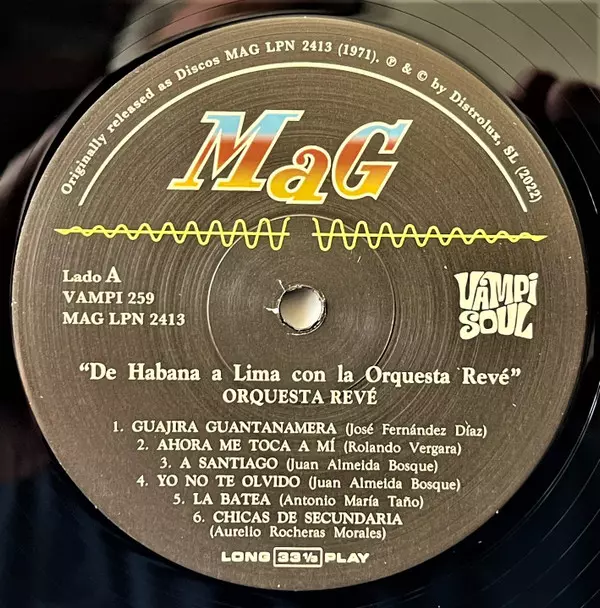 Originally released as Discos MAG LPN 2413 (1971). ℗ & © by Distrolux, SL (2022)
MaG
Lado A
VAMPI 259
MAG LPN 2413
VAMPI
SOUL
“De Habana a Lima con la Orquesta Revé”
ORQUESTA REVÉ
1. GUAJIRA GUANTANAMERA (José Fernández Díaz)
2. AHORA ME TOCA A MÍ (Rolando Vergara)
3. A SANTIAGO (Juan Almeida Bosque)
4. YO NO TE OLVIDO (Juan Almeida Bosque)
5. LA BATEA (Antonio María Taño)
6. CHICAS DE SECUNDARIA
(Aurelio Rocheras Morales)
LONG 33⅓ PLAY